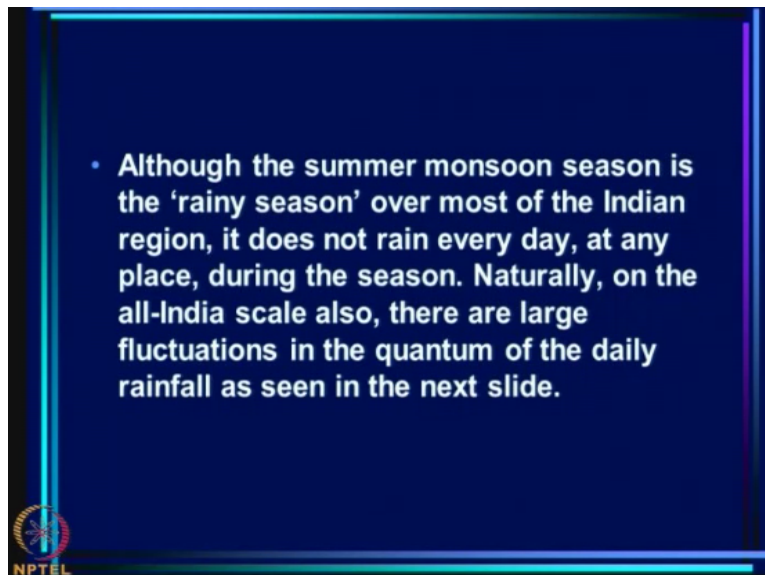 • Although the summer monsoon season is
the ‘rainy season’ over most of the Indian
region, it does not rain every day, at any
place, during the season. Naturally, on the
all-India scale also, there are large
fluctuations in the quantum of the daily
rainfall as seen in the next slide.
NPTEL